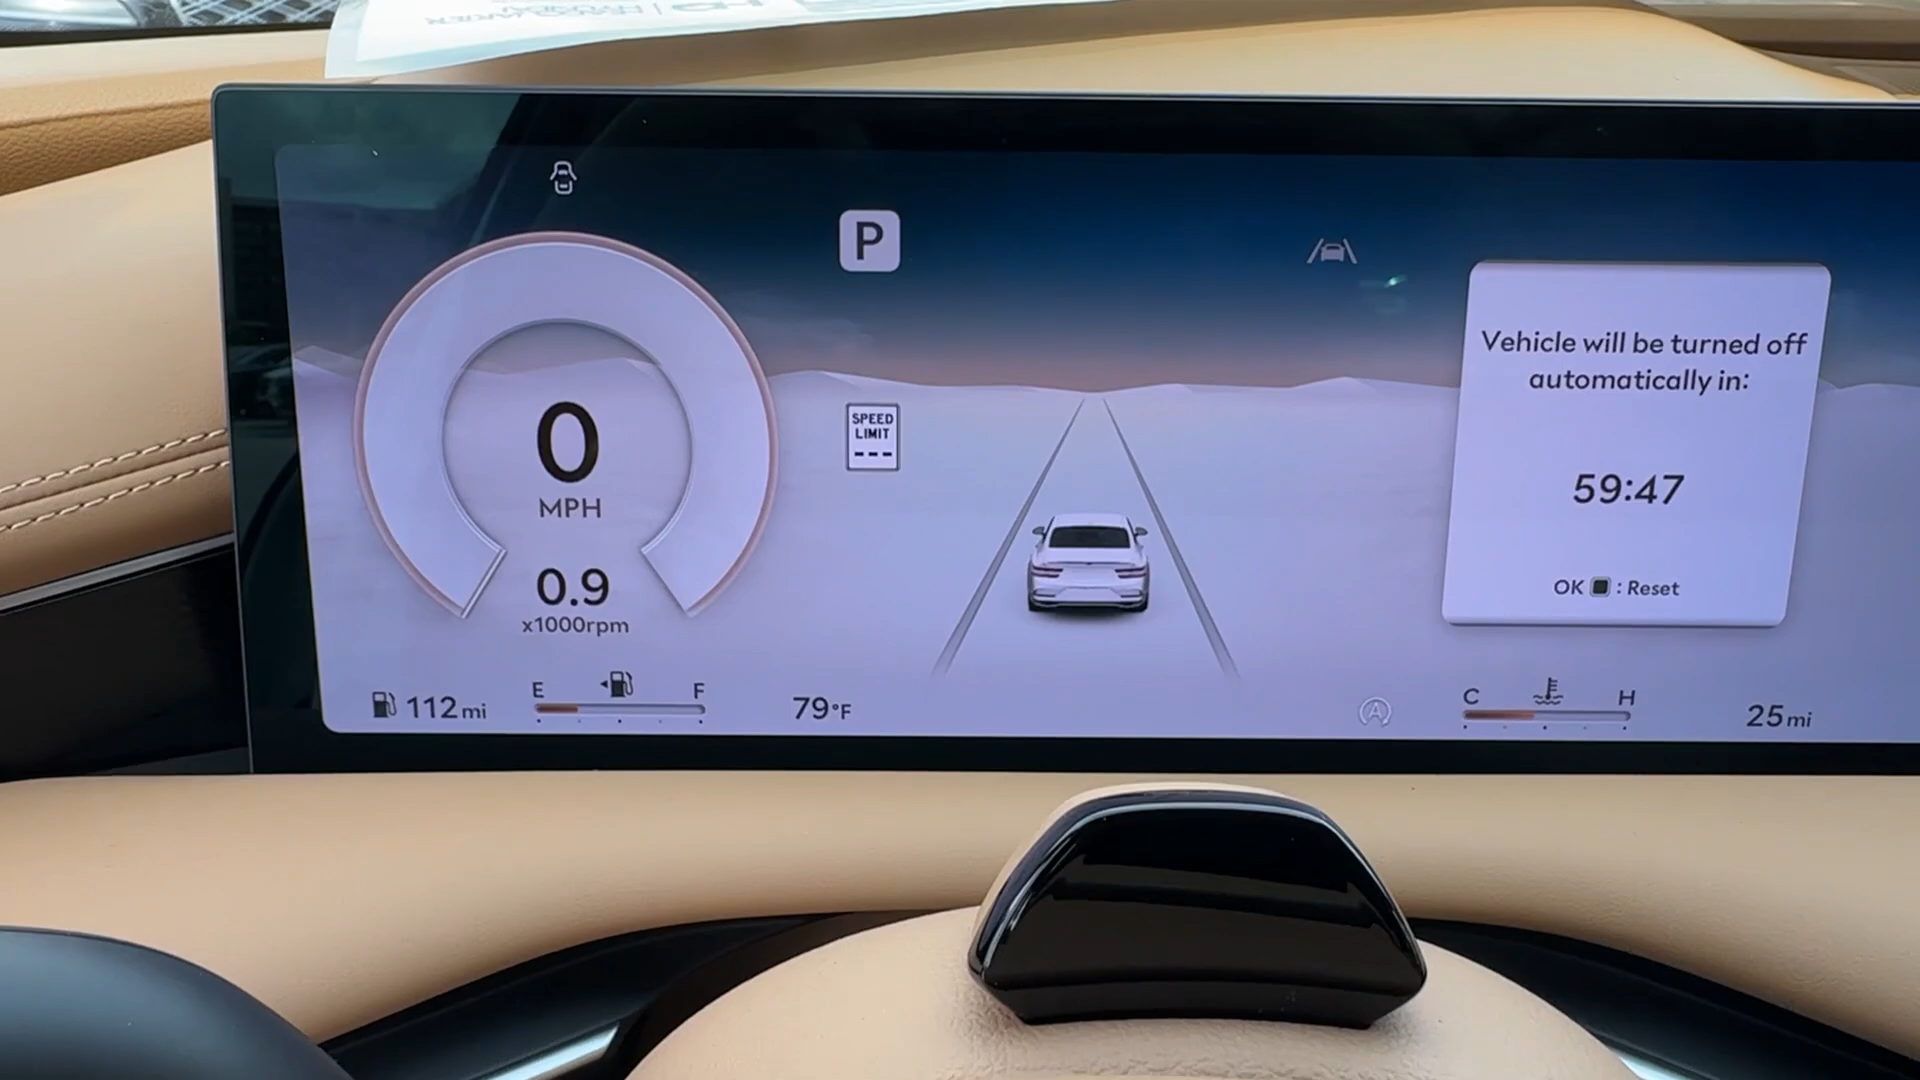 P
SPEED
LIMIT
---
0
MPH
0.9
x1000rpm
Vehicle will be turned off
automatically in:
59:47
OK : Reset
112 mi
E
F
79°F
A
C
H
25 mi